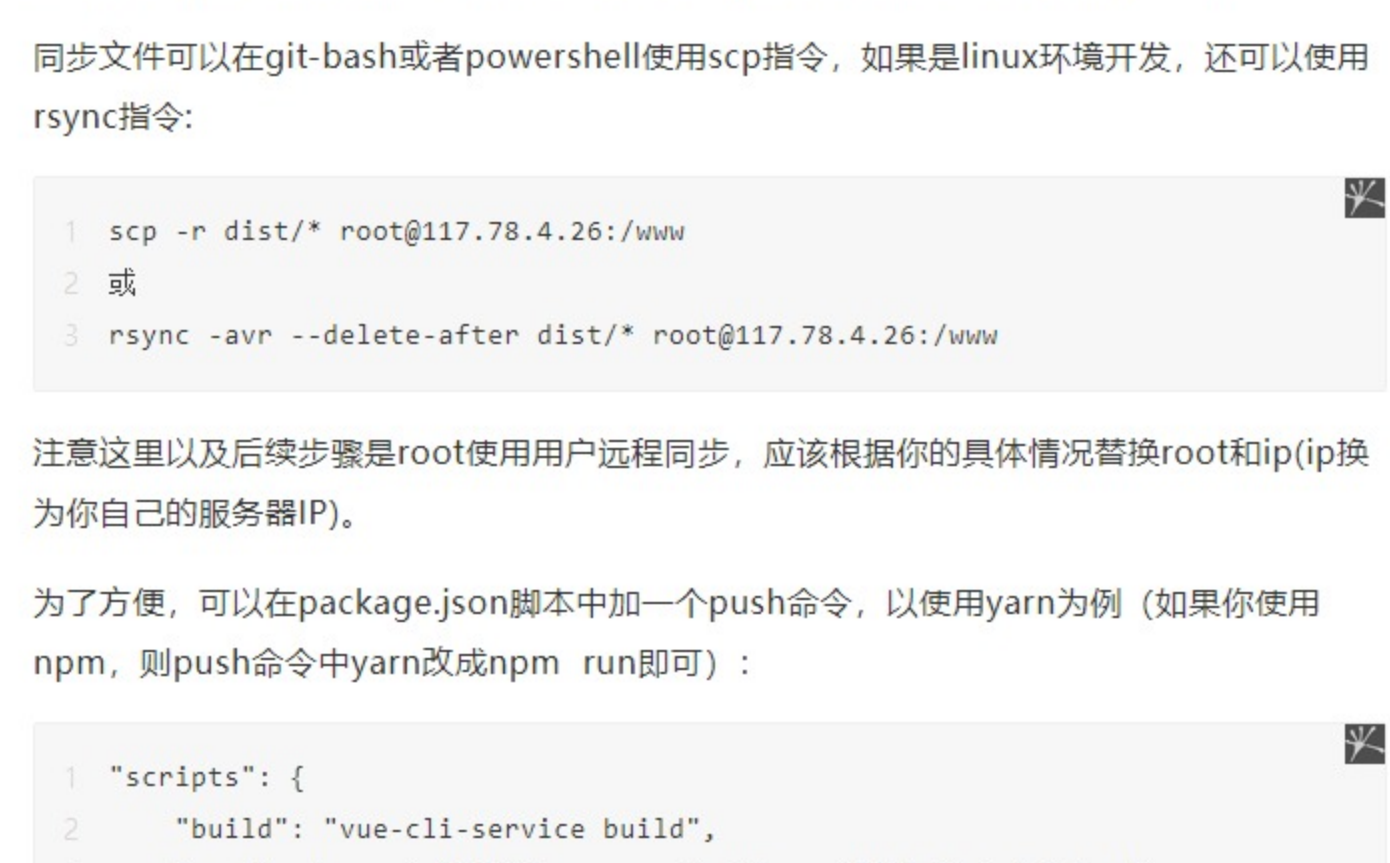 同步文件可以在git-bash或者powershell使用scp指令，如果是linux环境开发，还可以使用
rsync指令:
1 scp -r dist/* root@117.78.4.26:/www
2 或
3 rsync -avr --delete-after dist/* root@117.78.4.26:/www
注意这里以及后续步骤是root使用用户远程同步，应该根据你的具体情况替换root和ip(ip换
为你自己的服务器IP)。
为了方便，可以在package.json脚本中加一个push命令，以使用yarn为例（如果你使用
npm，则push命令中yarn改成npm run即可）:
1 "scripts": {
2 "build": "vue-cli-service build",